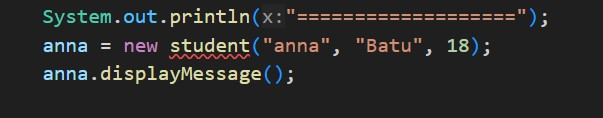 System.out.println(x:"===================");
anna = new student("anna", "Batu", 18);
anna.displayMessage();